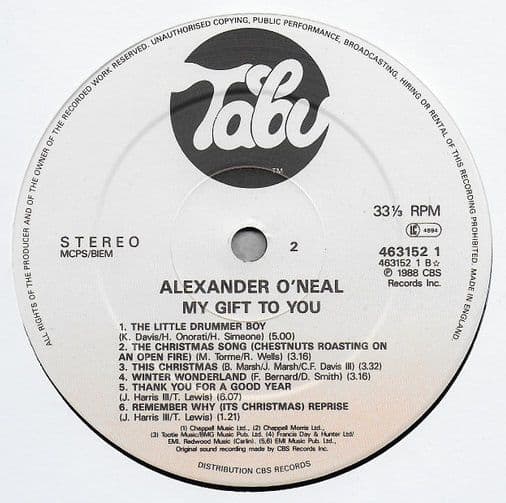 ALL RIGHTS OF THE PRODUCER AND OF THE OWNER OF THE RECORDED WORK RESERVED. UNAUTHORISED COPYING, PUBLIC PERFORMANCE, BROADCASTING, HIRING OR RENTAL OF THIS RECORDING PROHIBITED. MADE IN ENGLAND
Tabu
TM
33⅓ RPM
LC 4894
STEREO
MCPS/BIEM
2
463152 1
463152 1 B☆
℗ 1988 CBS
Records Inc.
ALEXANDER O'NEAL
MY GIFT TO YOU
1. THE LITTLE DRUMMER BOY
(K. Davis/H. Onorati/H. Simeone) (5.00)
2. THE CHRISTMAS SONG (CHESTNUTS ROASTING ON
AN OPEN FIRE) (M. Torme/R. Wells) (3.16)
3. THIS CHRISTMAS (B. Marsh/J. Marsh/C.F. Davis III) (3.32)
4. WINTER WONDERLAND (F. Bernard/D. Smith) (3.16)
5. THANK YOU FOR A GOOD YEAR
(J. Harris III/T. Lewis) (6.07)
6. REMEMBER WHY (ITS CHRISTMAS) REPRISE
(J. Harris III/T. Lewis) (1.21)
(1) Chappell Music Ltd., (2) Chappell Morris Ltd.,
(3) Tootie Music/BMG Music Pub. Ltd. (4) Francis Day & Hunter Ltd/
EMI, Redwood Music (Carlin). (5,6) EMI Music Pub. Ltd.,
Original sound recording made by CBS Records Inc.
DISTRIBUTION CBS RECORDS